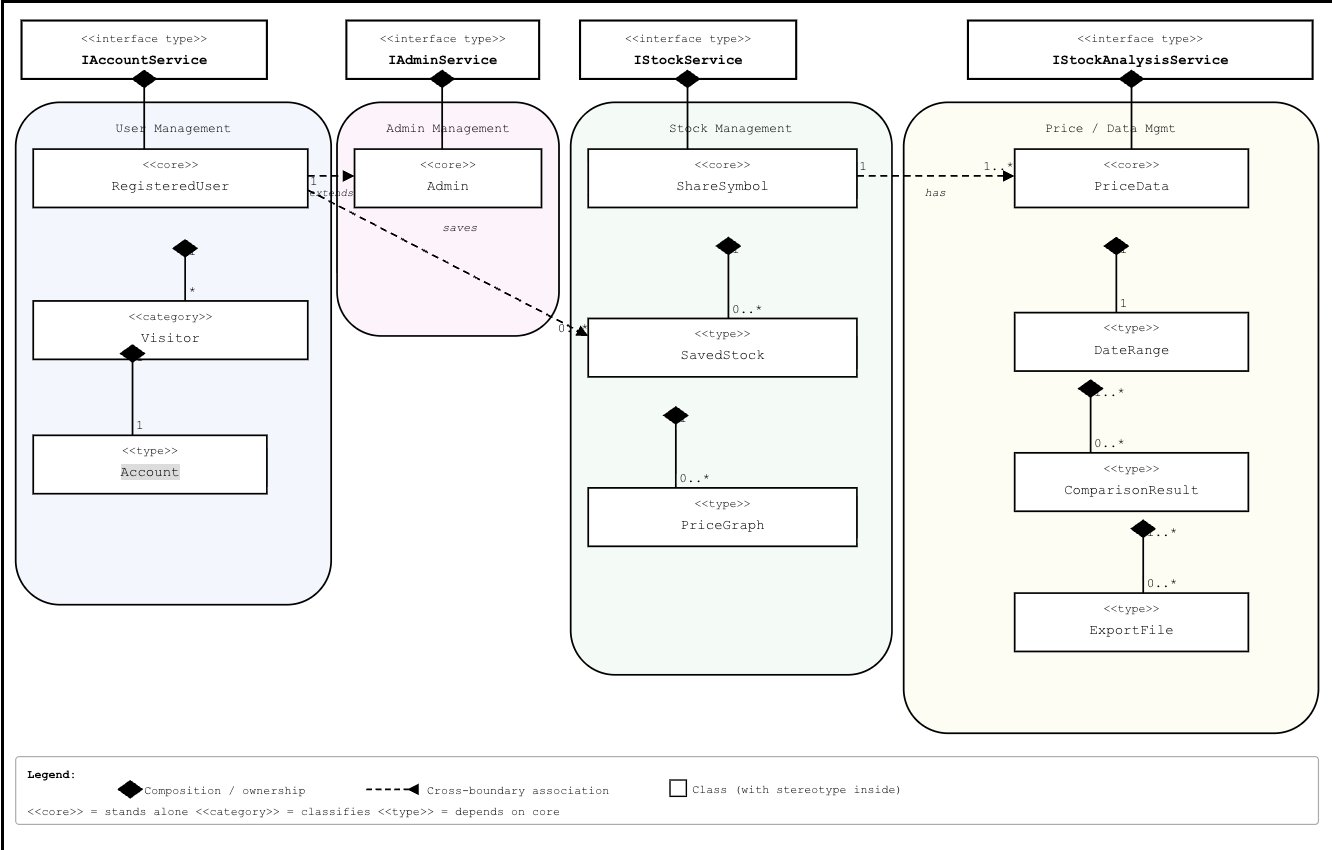 <<interface type>>
IAccountService
<<interface type>>
IAdminService
<<interface type>>
IStockService
<<interface type>>
IStockAnalysisService
User Management
Admin Management
Stock Management
Price / Data Mgmt
<<core>>
RegisteredUser
<<core>>
Admin
<<core>>
ShareSymbol
<<core>>
PriceData
1
extends
1
1..*
has
saves
*
<<category>>
Visitor
1
<<type>>
Account
0..*
0..*
<<type>>
SavedStock
0..*
<<type>>
PriceGraph
1
<<type>>
DateRange
1..*
0..*
<<type>>
ComparisonResult
1..*
0..*
<<type>>
ExportFile
Legend:
Composition / ownership
Cross-boundary association
Class (with stereotype inside)
<<core>> = stands alone <<category>> = classifies <<type>> = depends on core